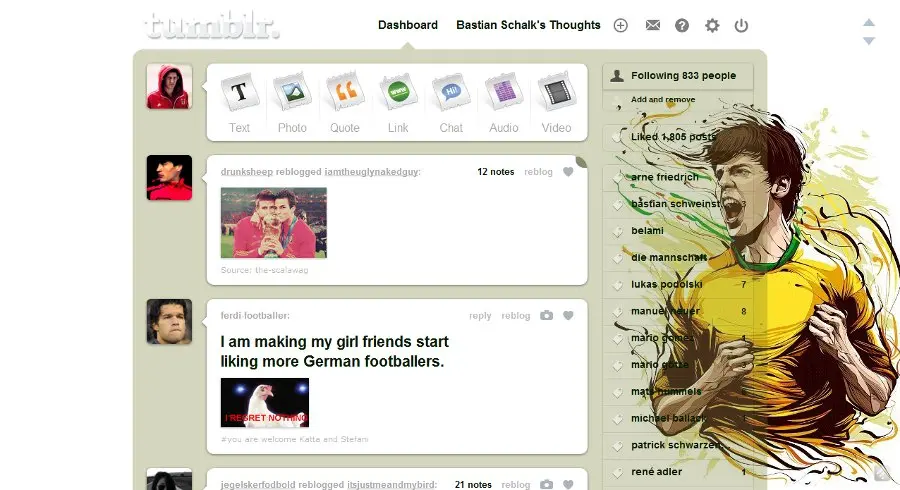 tumblr.
Dashboard
Bastian Schalk's Thoughts
Text
Photo
Quote
Link
Chat
Audio
Video
T
www
Hi!
Following 833 people
Add and remove
Liked 1,805 posts
drunksheep reblogged iamtheuglynakedguy:
12 notes
reblog
Source: the-scalawag
ferdi-footballer:
reply
reblog
I am making my girl friends start
liking more German footballers.
I REGRET NOTHING
#you are welcome Katta and Stefani
jegelskerfodbold reblogged itsjustmeandmybird:
21 notes
reblog
arne friedrich
bastian schweinst
belami
die mannschaft 1
lukas podolski 7
manuel neuer 8
mario gomez
mario götze
mats hummels
michael ballack
patrick schwarzer
rené adler 1